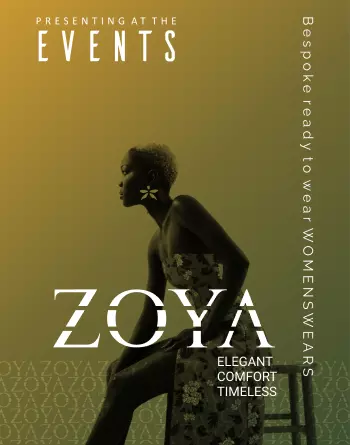 PRESENTING AT THE
EVENTS
Bespoke ready to wear WOMENSWEARS
ZOYA
ELEGANT
COMFORT
TIMELESS